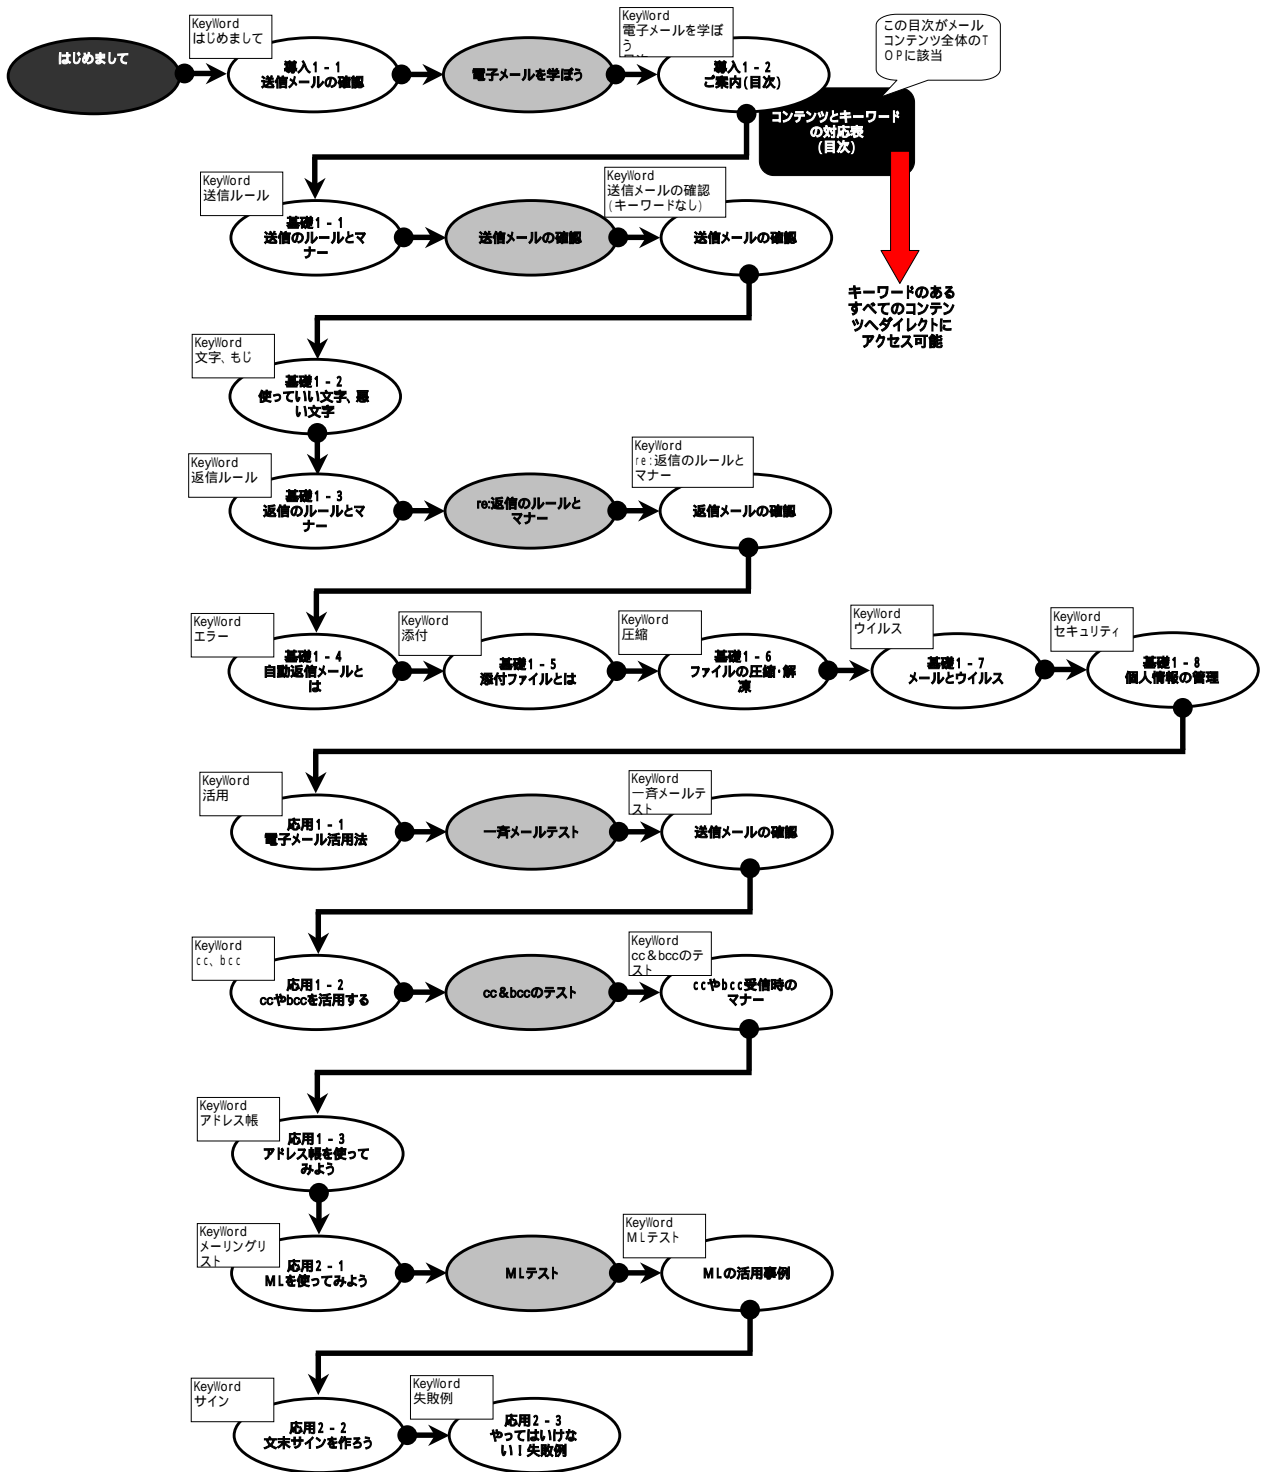 KeyWord
はじめまして
はじめまして
導入1‐1
送信メールの確認
電子メールを学ぼう
KeyWord
電子メールを学ぼ
う
導入1‐2
ご案内(目次)
この目次がメール
コンテンツ全体のT
OPに該当
コンテンツとキーワード
の対応表
(目次)
キーワードのある
すべてのコンテン
ツへダイレクトに
アクセス可能
KeyWord
送信ルール
基礎1‐1
送信のルールとマ
ナー
送信メールの確認
KeyWord
送信メールの確認
(キーワードなし)
送信メールの確認
KeyWord
文字、もじ
基礎1‐2
使っていい文字、悪
い文字
KeyWord
返信ルール
基礎1‐3
返信のルールとマ
ナー
re:返信のルールと
マナー
KeyWord
re:返信のルールと
マナー
返信メールの確認
KeyWord
エラー
基礎1‐4
自動返信メールと
は
KeyWord
添付
基礎1‐5
添付ファイルとは
KeyWord
圧縮
基礎1‐6
ファイルの圧縮・解
凍
KeyWord
ウイルス
基礎1‐7
メールとウイルス
KeyWord
セキュリティ
基礎1‐8
個人情報の管理
KeyWord
活用
応用1‐1
電子メール活用法
一斉メールテスト
KeyWord
一斉メールテ
スト
送信メールの確認
KeyWord
cc、bcc
応用1‐2
ccやbccを活用する
cc&bccのテスト
KeyWord
cc&bccのテ
スト
ccやbcc受信時の
マナー
KeyWord
アドレス帳
応用1‐3
アドレス帳を使って
みよう
KeyWord
メーリングリ
スト
応用2‐1
MLを使ってみよう
MLテスト
KeyWord
MLテスト
MLの活用事例
KeyWord
サイン
応用2‐2
文末サインを作ろう
KeyWord
失敗例
応用2‐3
やってはいけな
い!失敗例